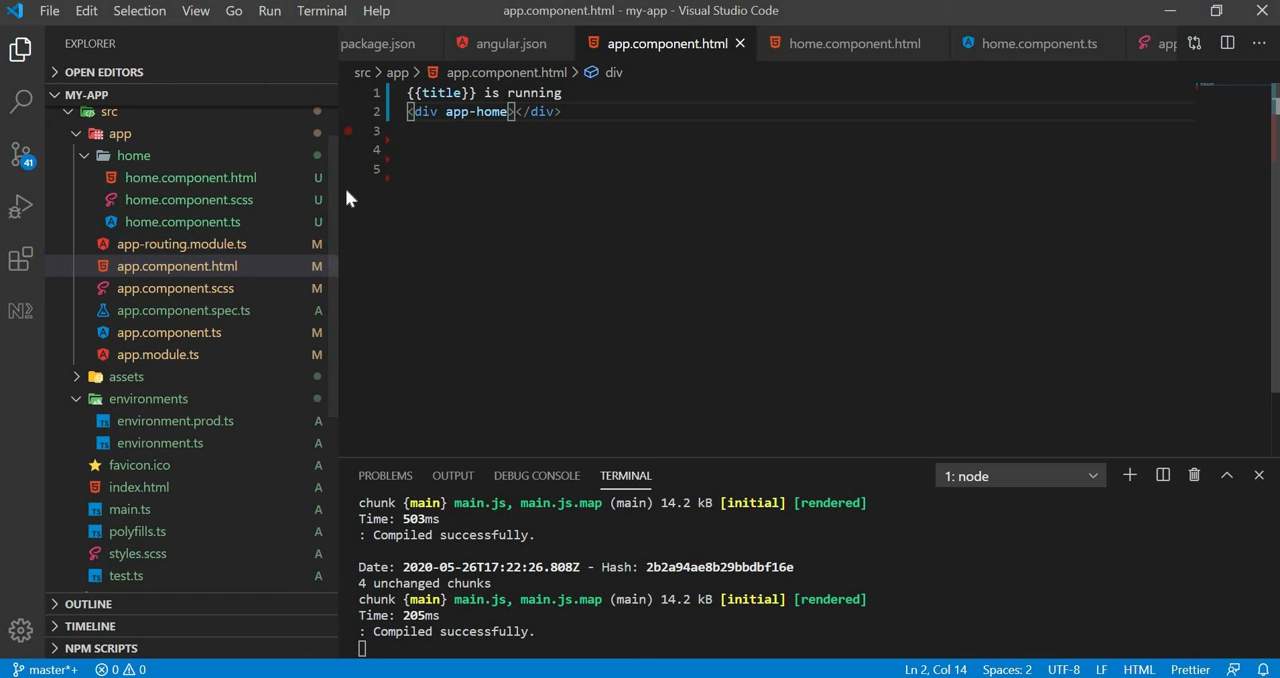 File Edit Selection View Go Run Terminal Help app.component.html - my-app - Visual Studio Code
EXPLORER
OPEN EDITORS
MY-APP
src
app
home
home.component.html U
home.component.scss U
home.component.ts U
app-routing.module.ts M
app.component.html M
app.component.scss M
app.component.spec.ts A
app.component.ts M
app.module.ts M
assets
environments
environment.prod.ts A
environment.ts A
favicon.ico A
index.html A
main.ts A
polyfills.ts A
styles.scss A
test.ts A
OUTLINE
TIMELINE
NPM SCRIPTS
41
N2
package.json angular.json app.component.html home.component.html home.component.ts app
src > app > app.component.html > div
1 {{title}} is running
2 <div app-home></div>
3
4
5
PROBLEMS OUTPUT DEBUG CONSOLE TERMINAL 1: node
chunk {main} main.js, main.js.map (main) 14.2 kB [initial] [rendered]
Time: 503ms
: Compiled successfully.
Date: 2020-05-26T17:22:26.808Z - Hash: 2b2a94ae8b29bbdbf16e
4 unchanged chunks
chunk {main} main.js, main.js.map (main) 14.2 kB [initial] [rendered]
Time: 205ms
: Compiled successfully.
master*+ 0 0 Ln 2, Col 14 Spaces: 2 UTF-8 LF HTML Prettier